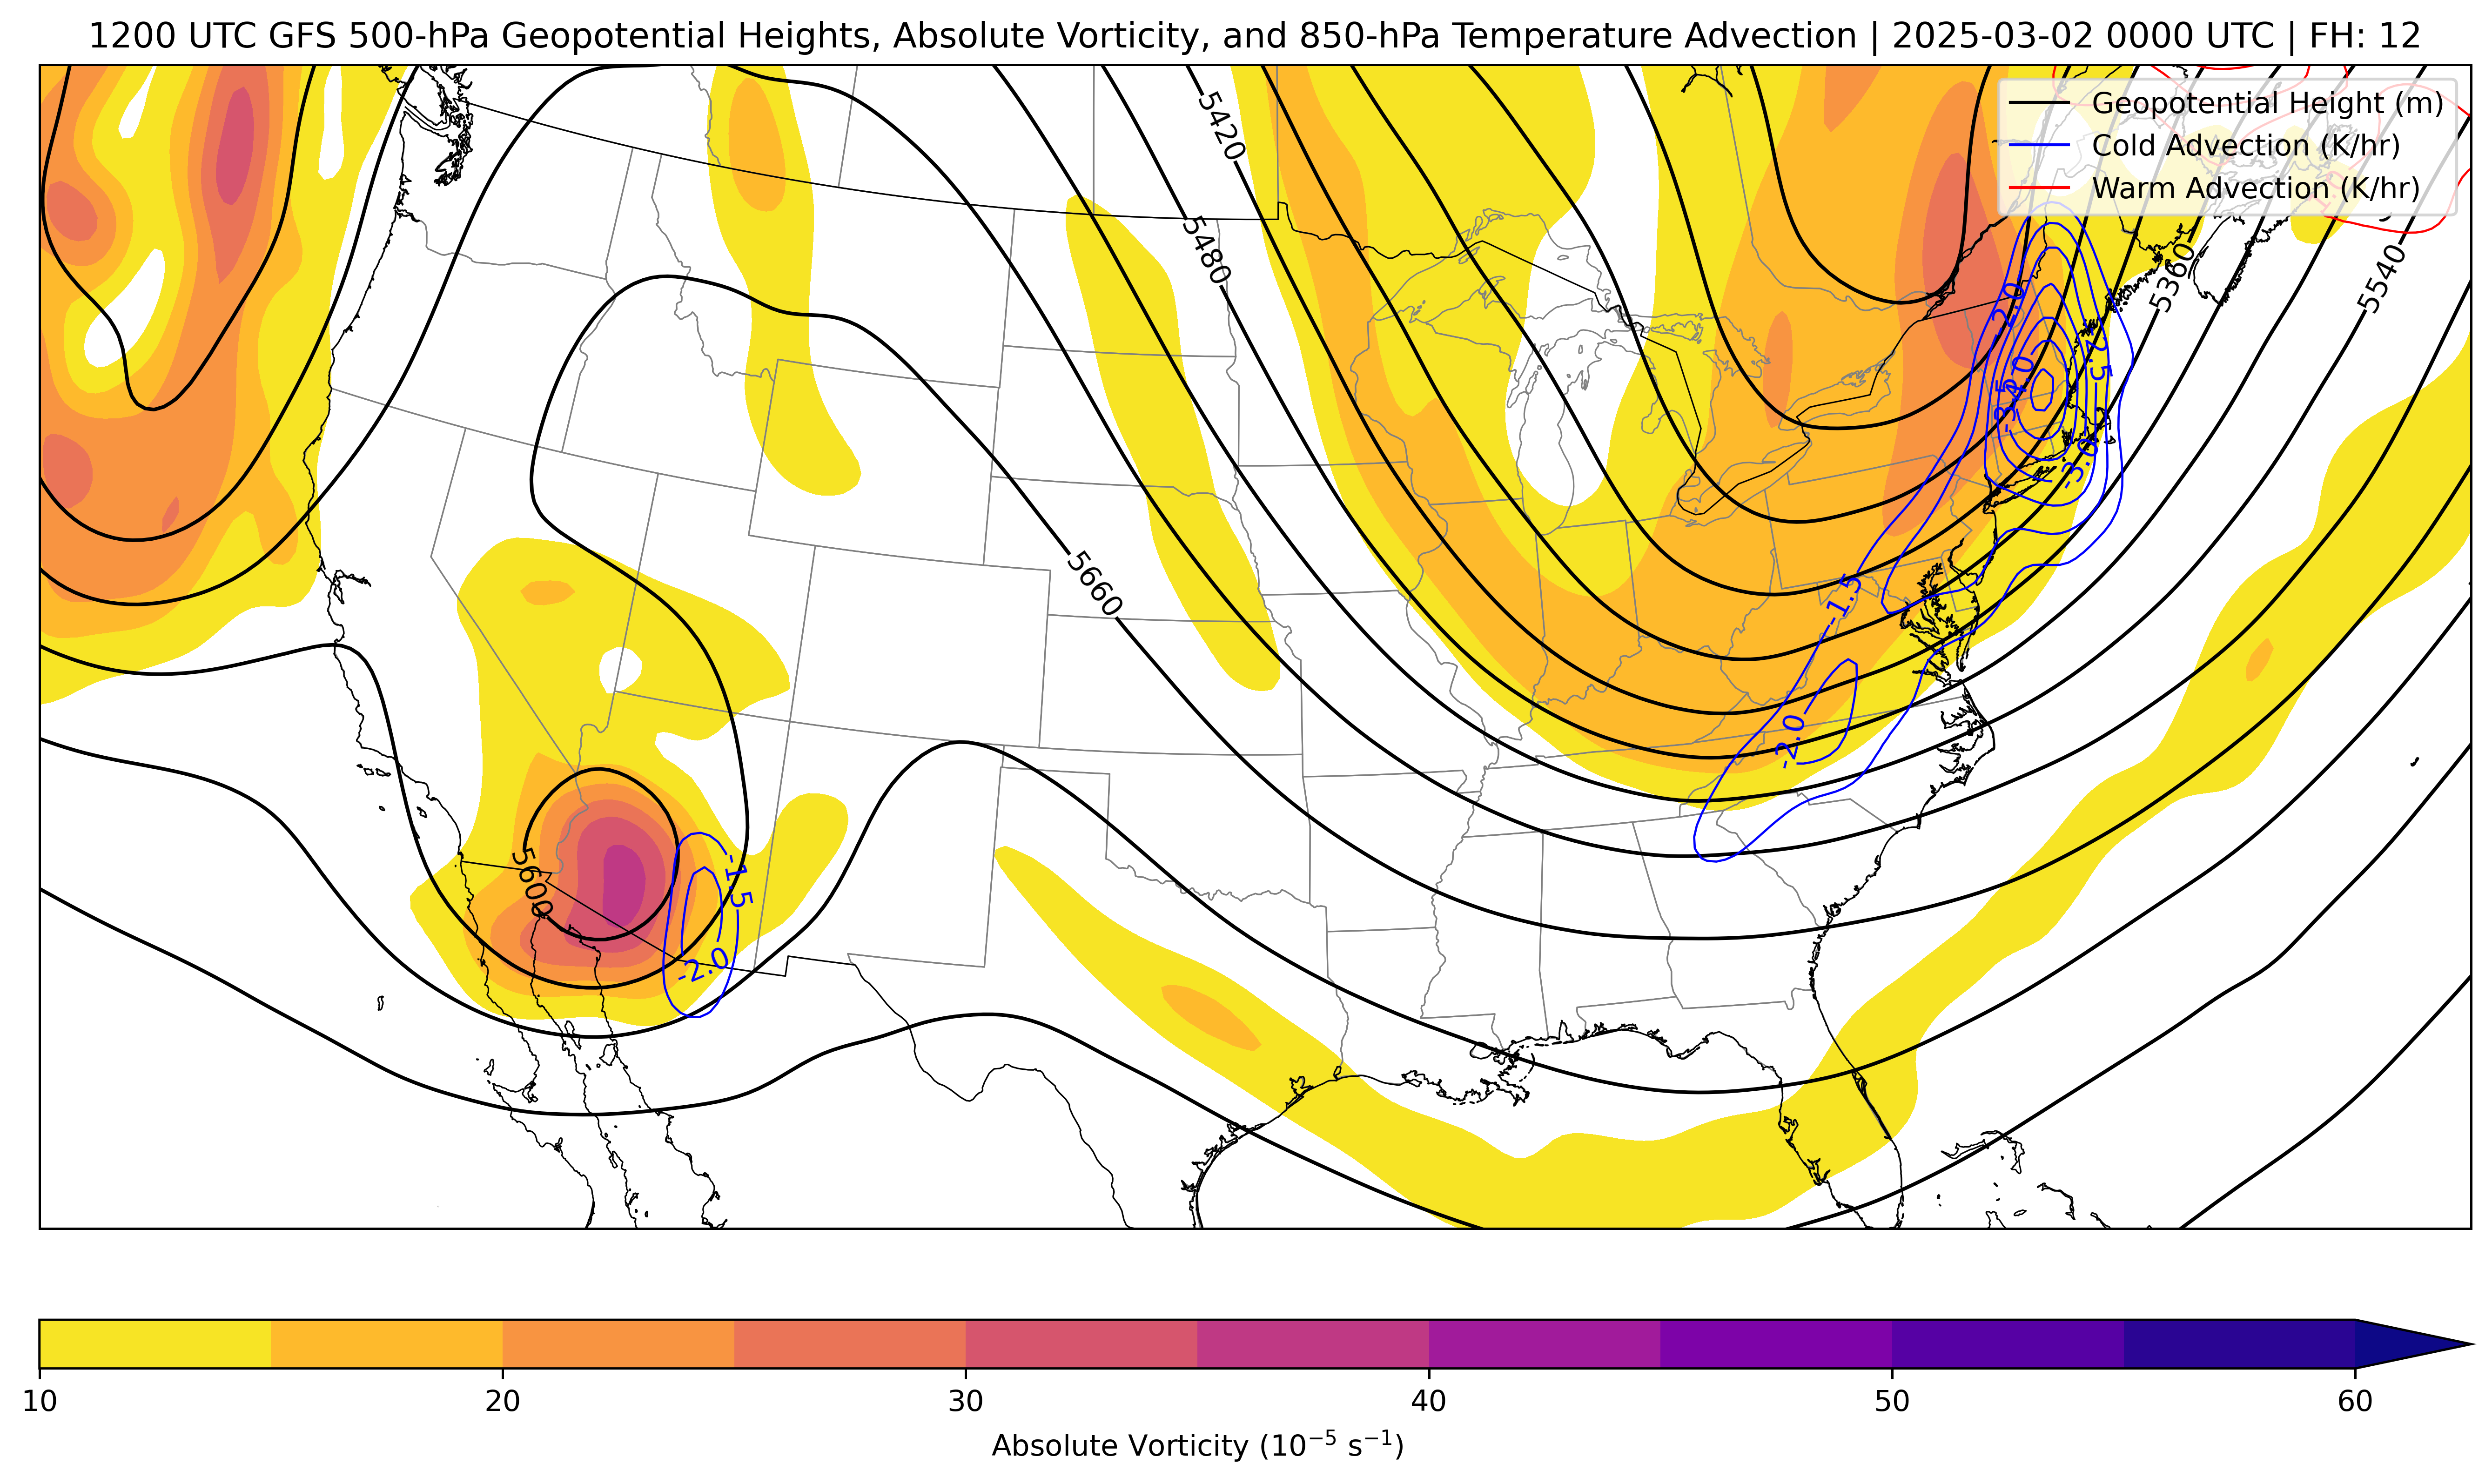 1200 UTC GFS 500-hPa Geopotential Heights, Absolute Vorticity, and 850-hPa Temperature Advection | 2025-03-02 0000 UTC | FH: 12
Geopotential Height (m)
Cold Advection (K/hr)
Warm Advection (K/hr)
5420
5480
5360
5540
-2.0
-2.5
-3.5
-4.0
-3.0
5660
-1.5
-2.0
5600
-1.5
-2.0
10 20 30 40 50 60
Absolute Vorticity (10⁻⁵ s⁻¹)